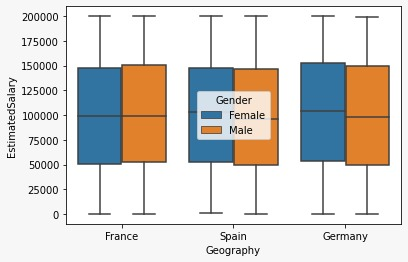 200000
175000
150000
125000
100000
75000
50000
25000
0
EstimatedSalary
Gender
Female
Male
France
Spain
Germany
Geography